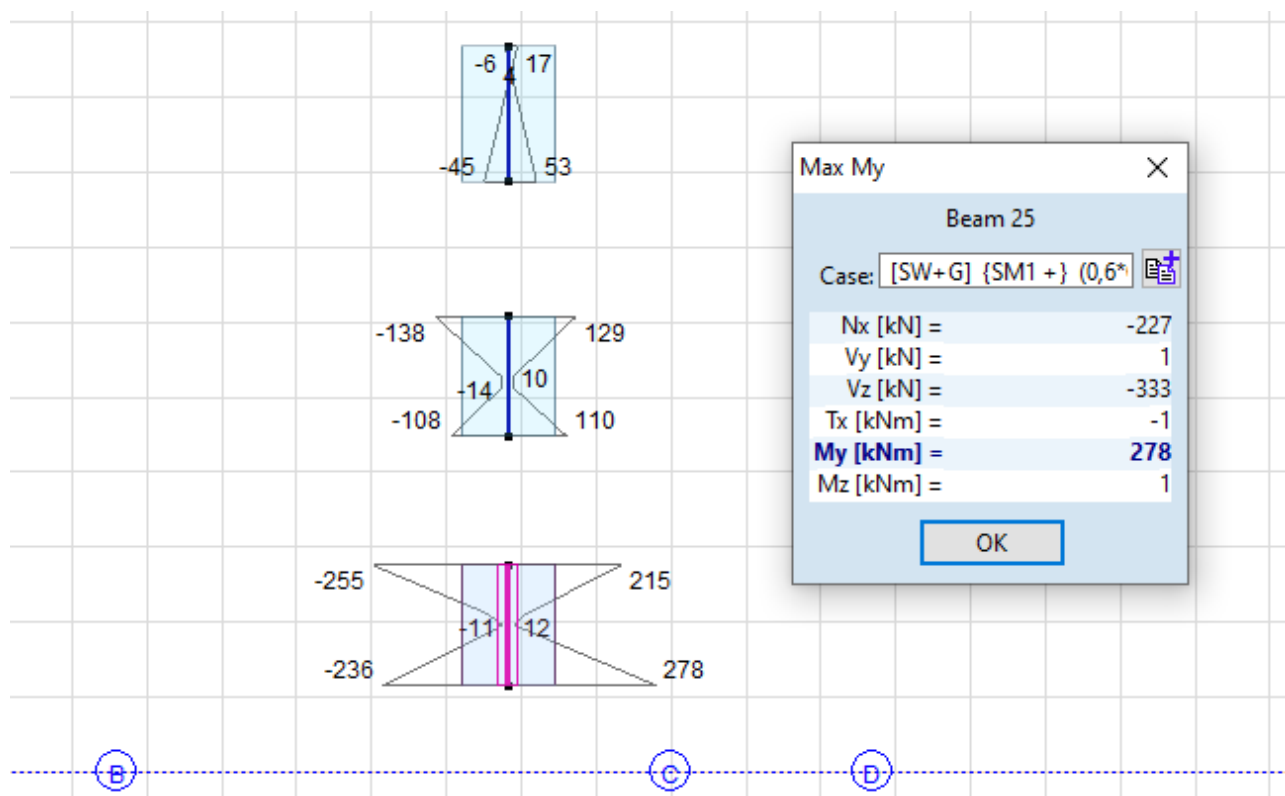 -6 17
4
-45 53
Max My
Beam 25
Case: [SW+G] {SM1 +} (0,6*
Nx [kN] = -227
Vy [kN] = 1
Vz [kN] = -333
Tx [kNm] = -1
My [kNm] = 278
Mz [kNm] = 1
OK
-138 129
-14 10
-108 110
-255 215
-11 12
-236 278
B C D